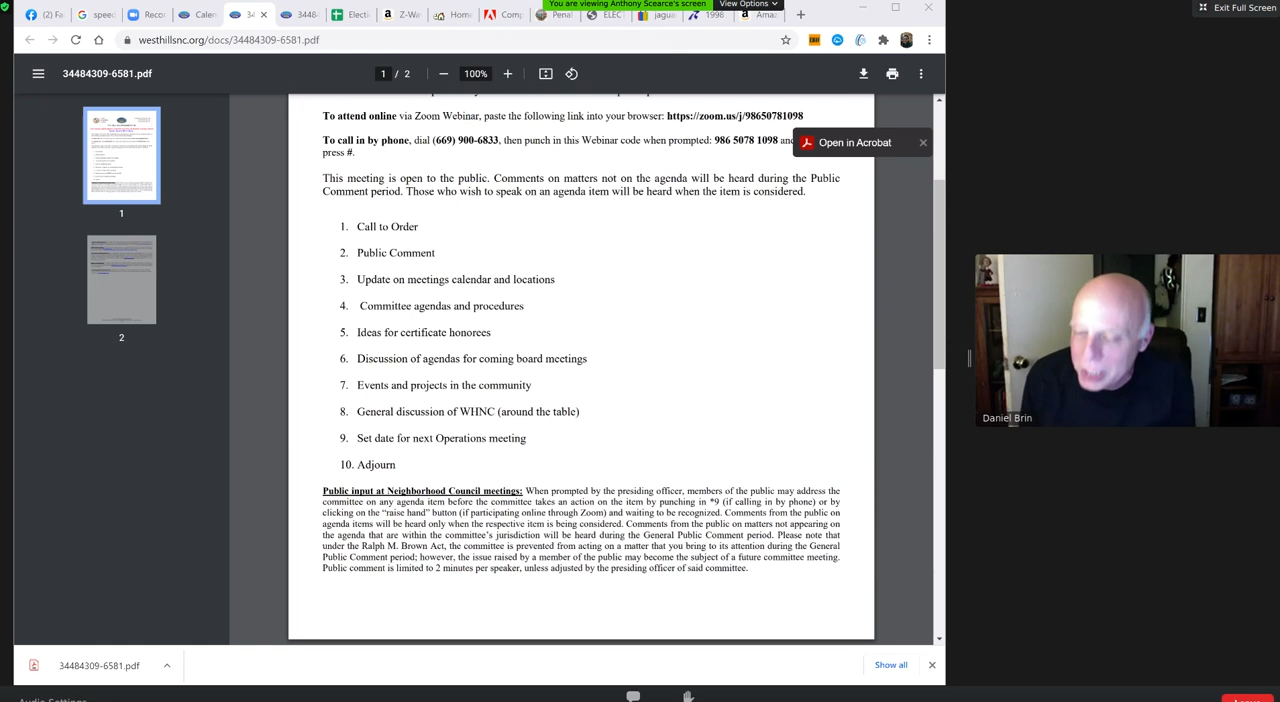 You are viewing Anthony Scearce's screen
View Options
Exit Full Screen
speec
Reco
Cale
34
3448
Elect
Z-Wa
Home
Comp
Penal
ELEC
jagua
1998
Amaz
westhillsnc.org/docs/34484309-6581.pdf
34484309-6581.pdf
1 / 2
100%
To attend online via Zoom Webinar, paste the following link into your browser: https://zoom.us/j/98650781098
To call in by phone, dial (669) 900-6833, then punch in this Webinar code when prompted: 986 5078 1098 and
press #.
Open in Acrobat
This meeting is open to the public. Comments on matters not on the agenda will be heard during the Public
Comment period. Those who wish to speak on an agenda item will be heard when the item is considered.
1. Call to Order
2. Public Comment
3. Update on meetings calendar and locations
4. Committee agendas and procedures
5. Ideas for certificate honorees
6. Discussion of agendas for coming board meetings
7. Events and projects in the community
8. General discussion of WHNC (around the table)
9. Set date for next Operations meeting
10. Adjourn
Public input at Neighborhood Council meetings: When prompted by the presiding officer, members of the public may address the
committee on any agenda item before the committee takes an action on the item by punching in *9 (if calling in by phone) or by
clicking on the “raise hand” button (if participating online through Zoom) and waiting to be recognized. Comments from the public on
agenda items will be heard only when the respective item is being considered. Comments from the public on matters not appearing on
the agenda that are within the committee’s jurisdiction will be heard during the General Public Comment period. Please note that
under the Ralph M. Brown Act, the committee is prevented from acting on a matter that you bring to its attention during the General
Public Comment period; however, the issue raised by a member of the public may become the subject of a future committee meeting.
Public comment is limited to 2 minutes per speaker, unless adjusted by the presiding officer of said committee.
1
2
Daniel Brin
34484309-6581.pdf
Show all
Audio Settings